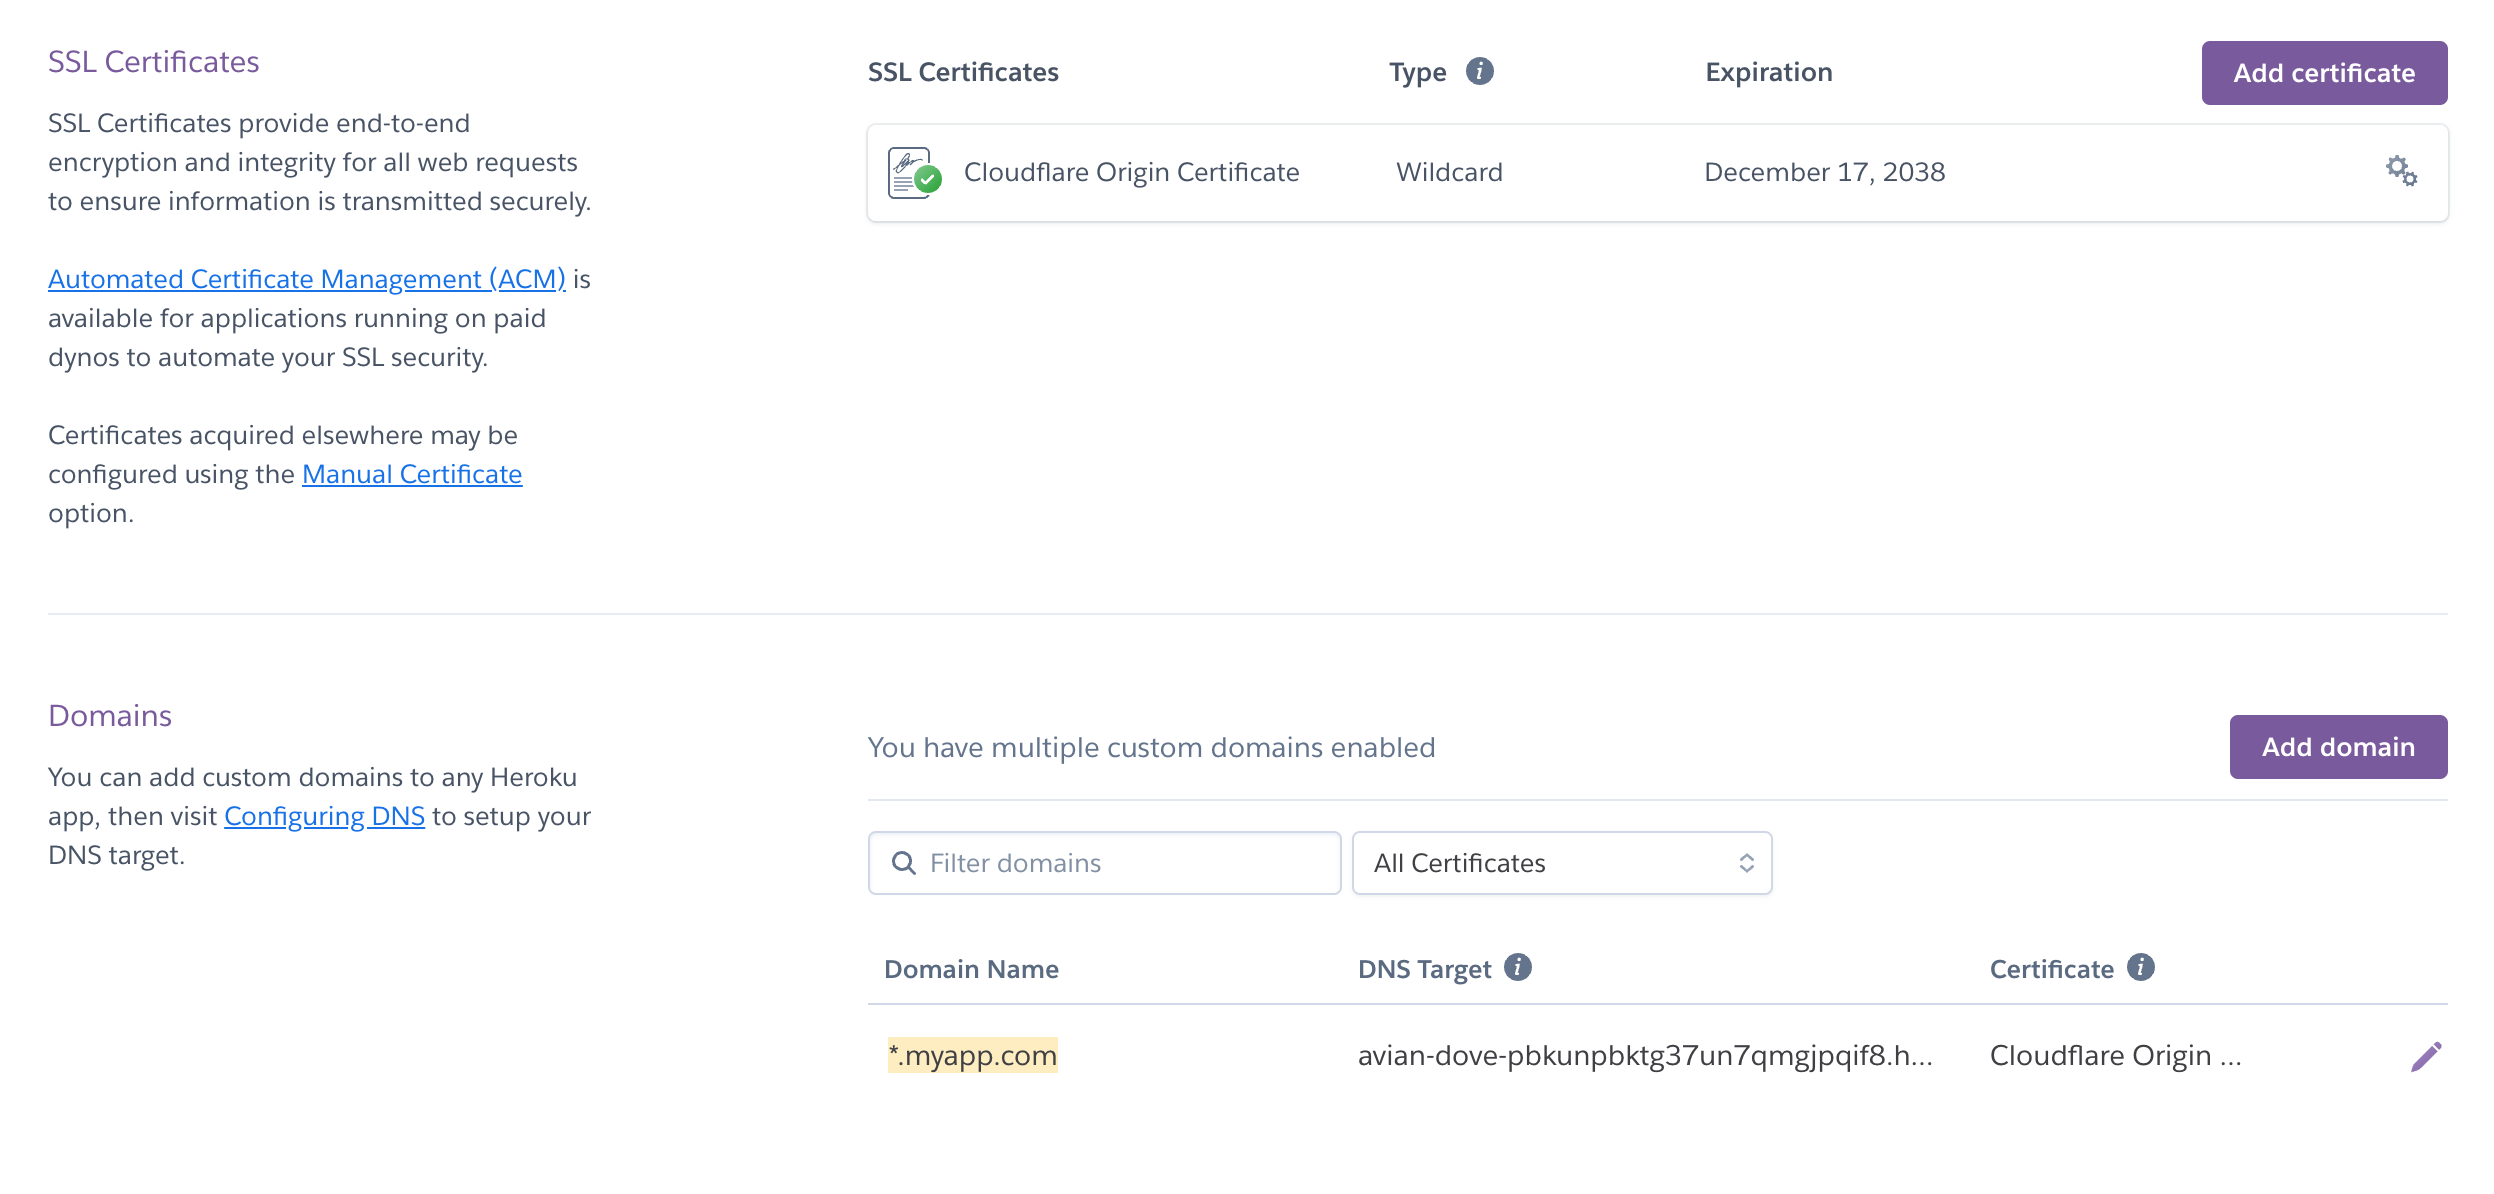 SSL Certificates
SSL Certificates provide end-to-end
encryption and integrity for all web requests
to ensure information is transmitted securely.
Automated Certificate Management (ACM) is
available for applications running on paid
dynos to automate your SSL security.
Certificates acquired elsewhere may be
configured using the Manual Certificate
option.
SSL Certificates Type Expiration Add certificate
Cloudflare Origin Certificate Wildcard December 17, 2038
Domains
You can add custom domains to any Heroku
app, then visit Configuring DNS to setup your
DNS target.
You have multiple custom domains enabled Add domain
Filter domains All Certificates
Domain Name DNS Target Certificate
*.myapp.com avian-dove-pbkunpbktg37un7qmgjpqif8.h... Cloudflare Origin ...